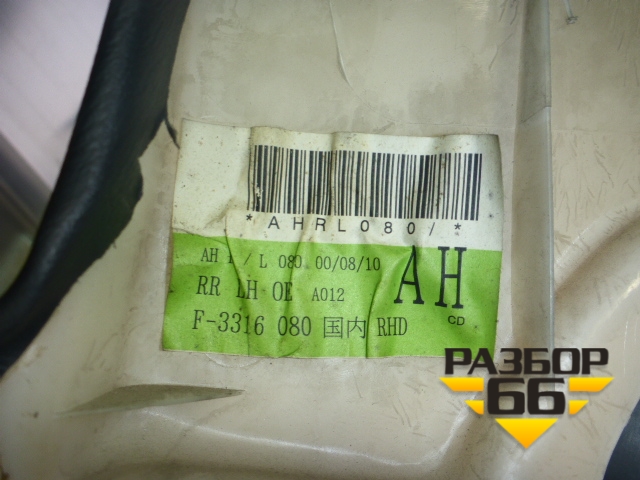 *AHRL080/*
AH / L 080 00/08/10
AH
RR LH OE A012
CD
F-3316 080 国内 RHD
РАЗБОР
66